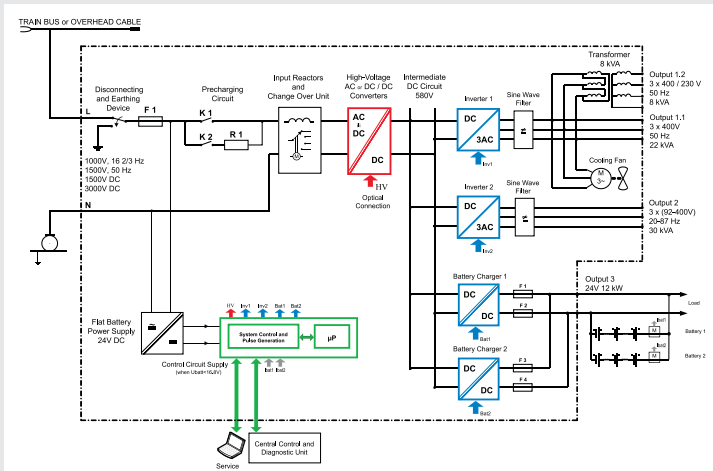 TRAIN BUS or OVERHEAD CABLE
Transformer
8 kVA
Disconnecting
and Earthing
Device
F 1
Precharging
Circuit
Input Reactors
and
Change Over Unit
High-Voltage
AC or DC / DC
Converters
Intermediate
DC Circuit
580V
Inverter 1
Sine Wave
Filter
Output 1.2
3 x 400 / 230 V
50 Hz
8 kVA
L
K 1
K 2
R 1
M
AC
or
DC
DC
HV
Optical
Connection
DC
3AC
Inv1
≠
Output 1.1
3 x 400V
50 Hz
22 kVA
1000V, 16 2/3 Hz
1500V, 50 Hz
1500V DC
3000V DC
Cooling Fan
M
3~
N
Inverter 2
Sine Wave
Filter
DC
3AC
Inv2
≠
Output 2
3 x (92-400V)
20-87 Hz
30 kVA
Battery Charger 1
DC
DC
Bat1
F 1
F 2
Output 3
24V 12 kW
Load
Ibat1
M
Battery 1
Ibat2
M
Battery 2
Battery Charger 2
DC
DC
Bat2
F 3
F 4
Flat Battery
Power Supply
24V DC
HV
Inv1
Inv2
Bat1
Bat2
System Control and
Pulse Generation
µP
Control Circuit Supply
(when Ubatt=15.8V)
Ibat1
Ibat2
Service
Central Control and
Diagnostic Unit